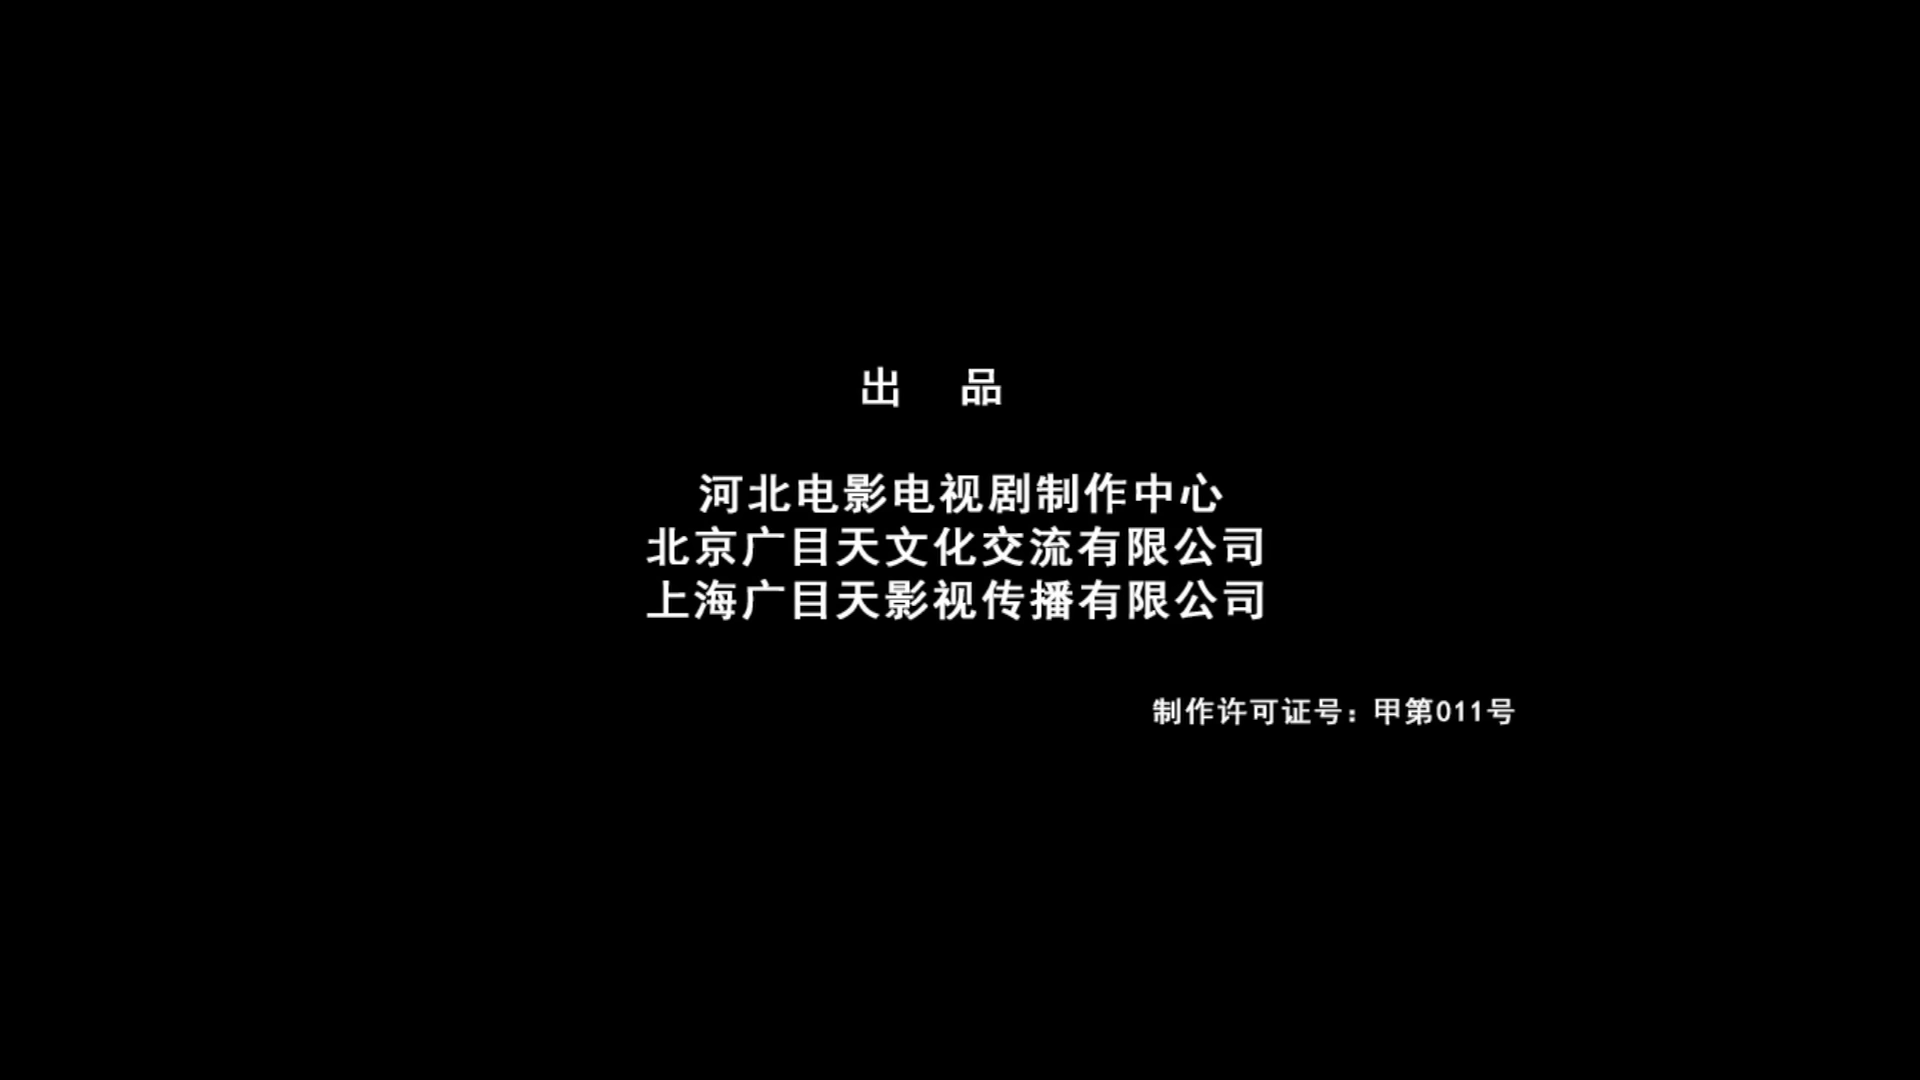 出 品
河北电影电视剧制作中心
北京广目天文化交流有限公司
上海广目天影视传播有限公司
制作许可证号：甲第011号